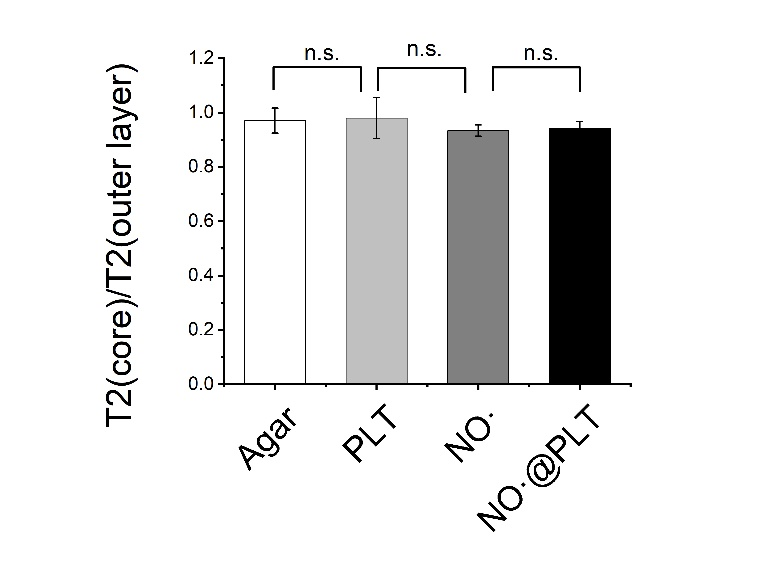 n.s.
n.s.
n.s.
T2(core)/T2(outer layer)
1.2
1.0
0.8
0.6
0.4
0.2
0.0
Agar
PLT
NO·
NO·@PLT